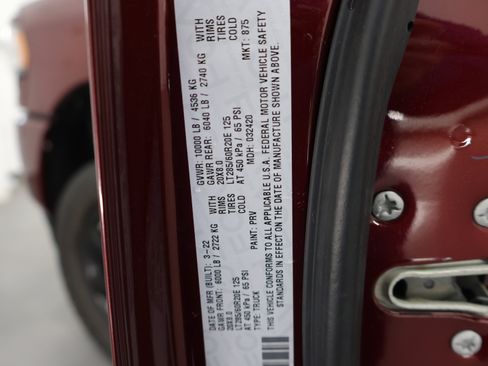 DATE OF MFR (BUILT): 3-22 GVWR: 10000 LB / 4536 KG
GAWR FRONT: 6000 LB / 2722 KG WITH GAWR REAR: 6040 LB / 2740 KG WITH
20X8.0 RIMS 20X8.0 RIMS
LT285/60R20E 125 TIRES LT285/60R20E 125 TIRES
AT 450 kPa / 65 PSI COLD AT 450 kPa / 65 PSI COLD
TYPE: TRUCK PAINT: PRV MDH: 032420 MKT: 875
THIS VEHICLE CONFORMS TO ALL APPLICABLE U.S.A. FEDERAL MOTOR VEHICLE SAFETY
STANDARDS IN EFFECT ON THE DATE OF MANUFACTURE SHOWN ABOVE.